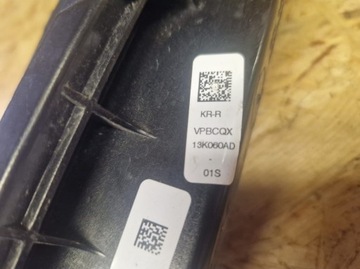 KR-R
VPBCQX
13K060AD
-
01S